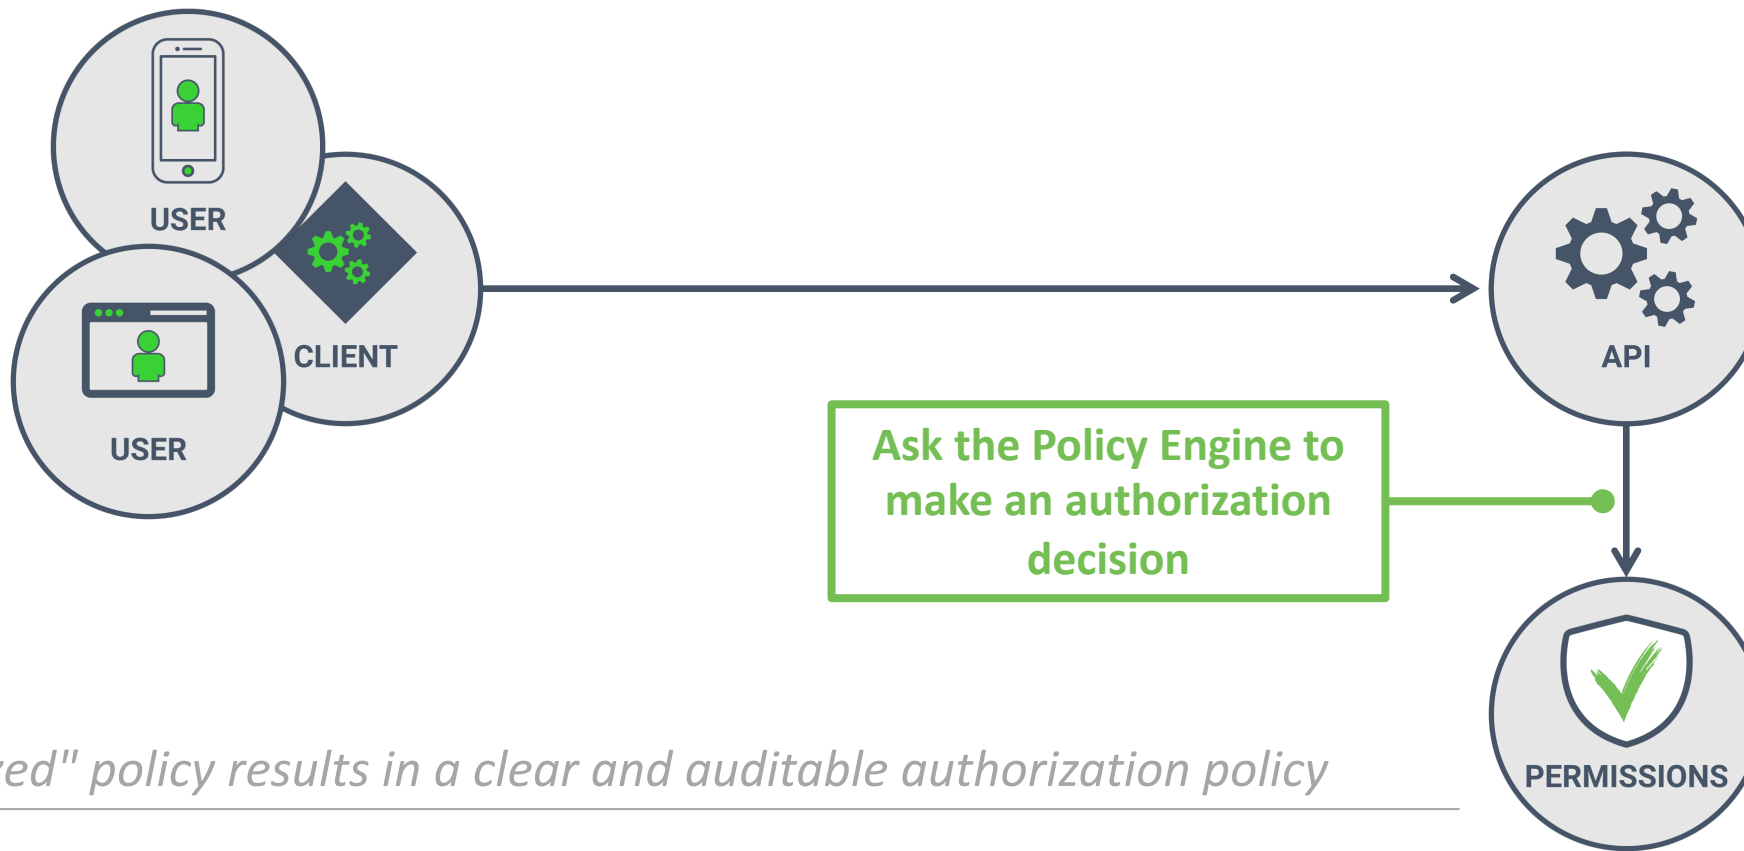 USER
CLIENT
USER
API
Ask the Policy Engine to
make an authorization
decision
policy results in a clear and auditable authorization policy
PERMISSIONS